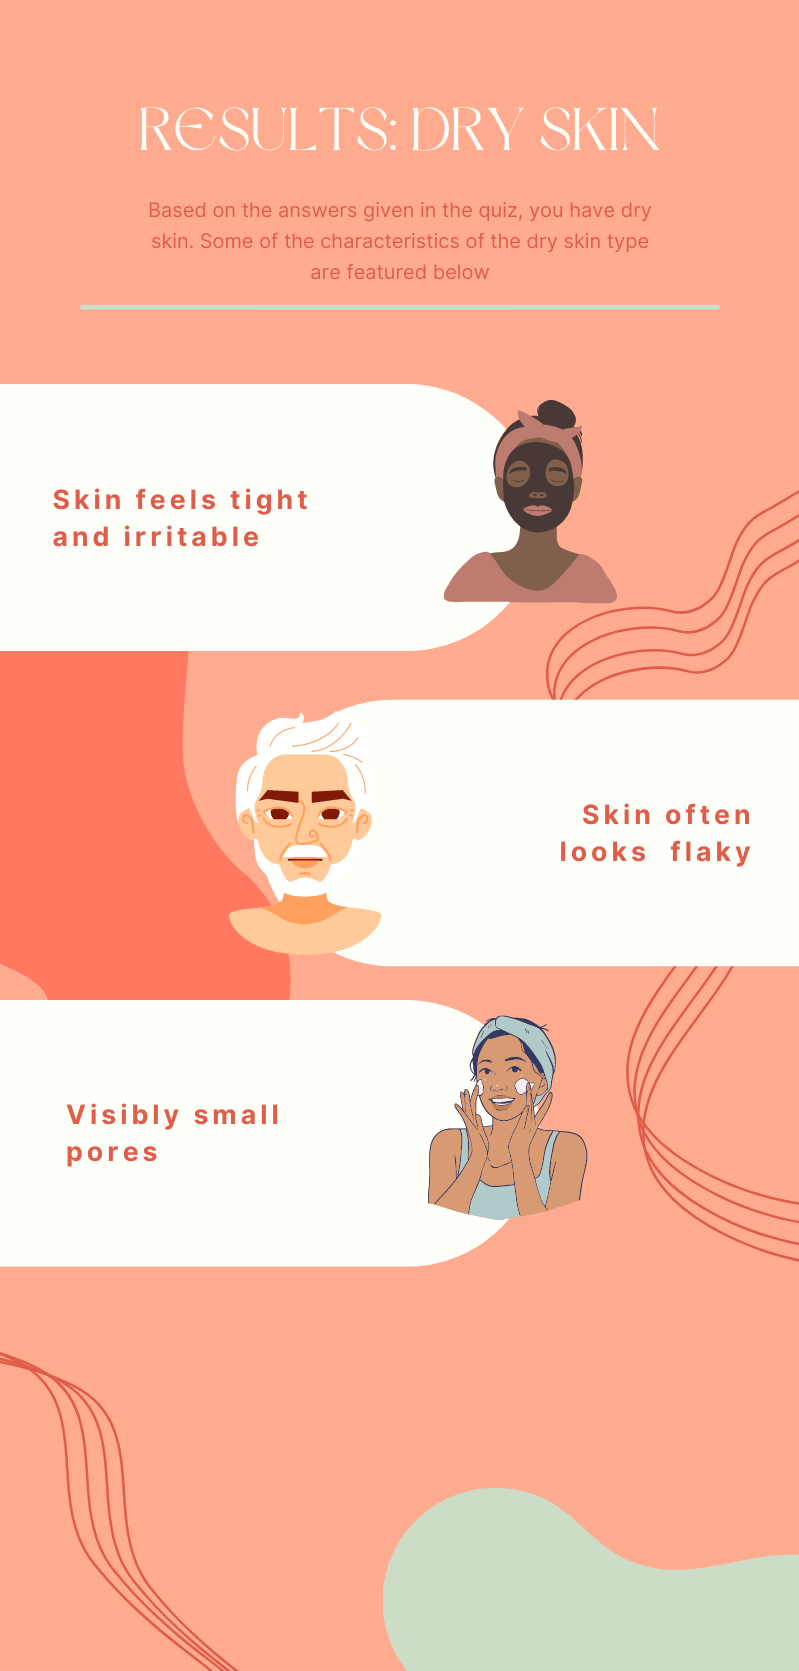 RESULTS: DRY SKIN
Based on the answers given in the quiz, you have dry
skin. Some of the characteristics of the dry skin type
are featured below
Skin feels tight
and irritable
Skin often
looks flaky
Visibly small
pores